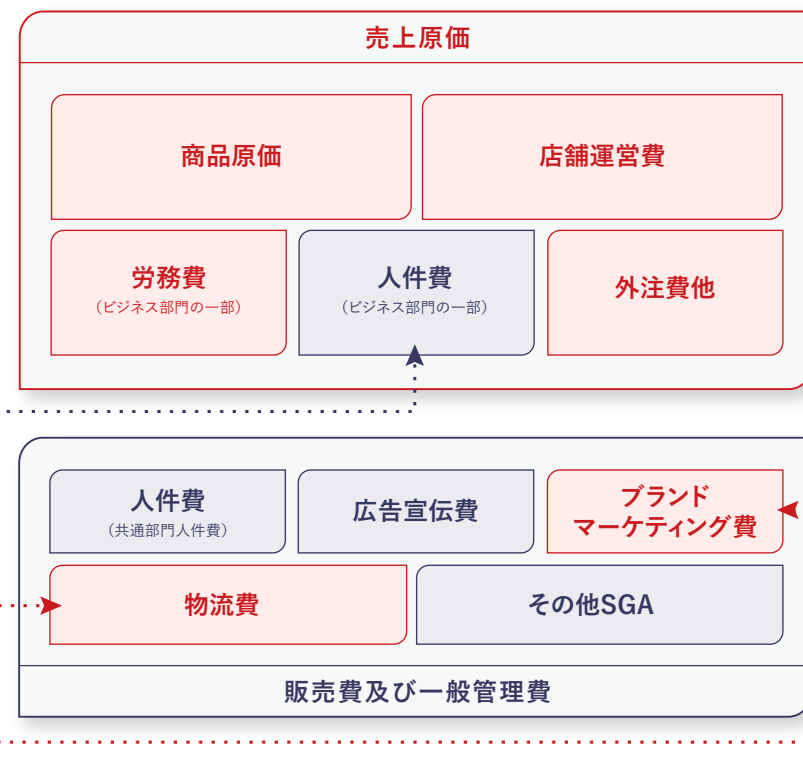 売上原価
商品原価
店舗運営費
労務費
（ビジネス部門の一部）
人件費
（ビジネス部門の一部）
外注費他
人件費
（共通部門人件費）
広告宣伝費
ブランド
マーケティング費
物流費
その他SGA
販売費及び一般管理費